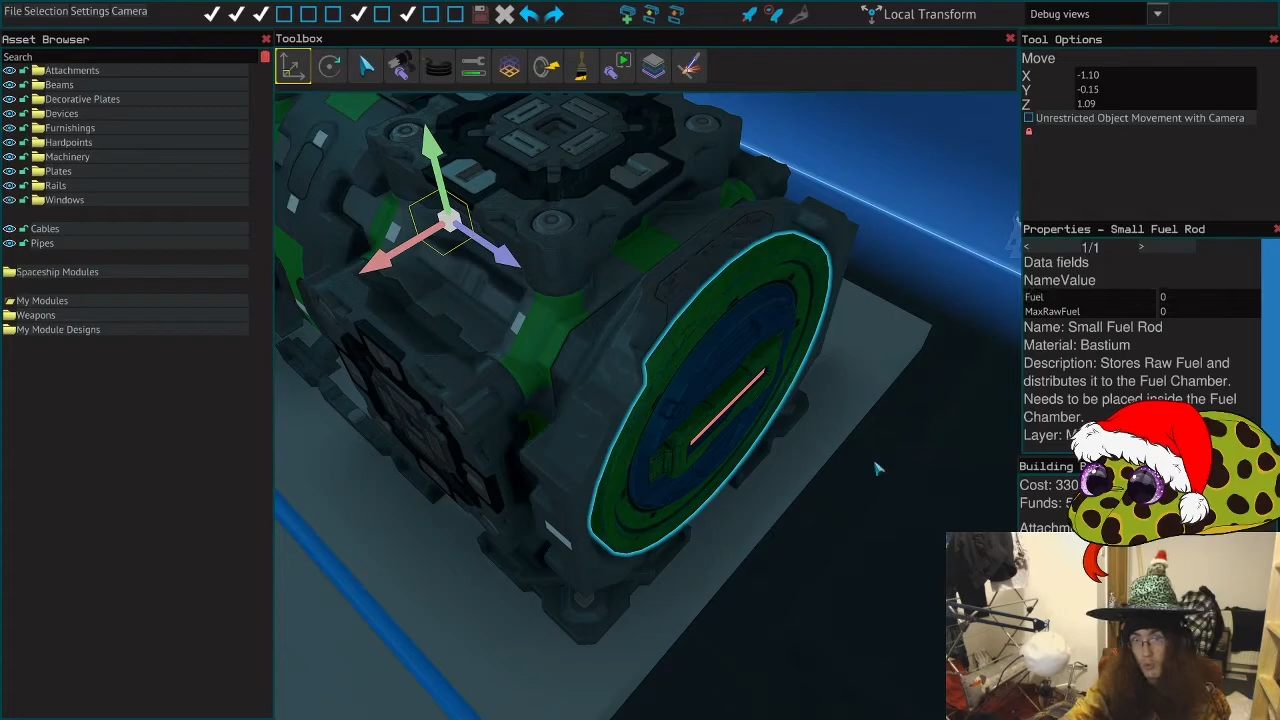 File Selection Settings Camera
Local Transform
Debug views
Asset Browser
Search
Attachments
Beams
Decorative Plates
Devices
Furnishings
Hardpoints
Machinery
Plates
Rails
Windows
Cables
Pipes
Spaceship Modules
My Modules
Weapons
My Module Designs
Toolbox
Tool Options
Move
X -1.10
Y -0.15
Z 1.09
Unrestricted Object Movement with Camera
Properties - Small Fuel Rod
< 1/1 >
Data fields
NameValue
Fuel 0
MaxRawFuel 0
Name: Small Fuel Rod
Material: Bastium
Description: Stores Raw Fuel and
distributes it to the Fuel Chamber.
Needs to be placed inside the Fuel
Chamber.
Layer:
Building
Cost: 330
Funds: